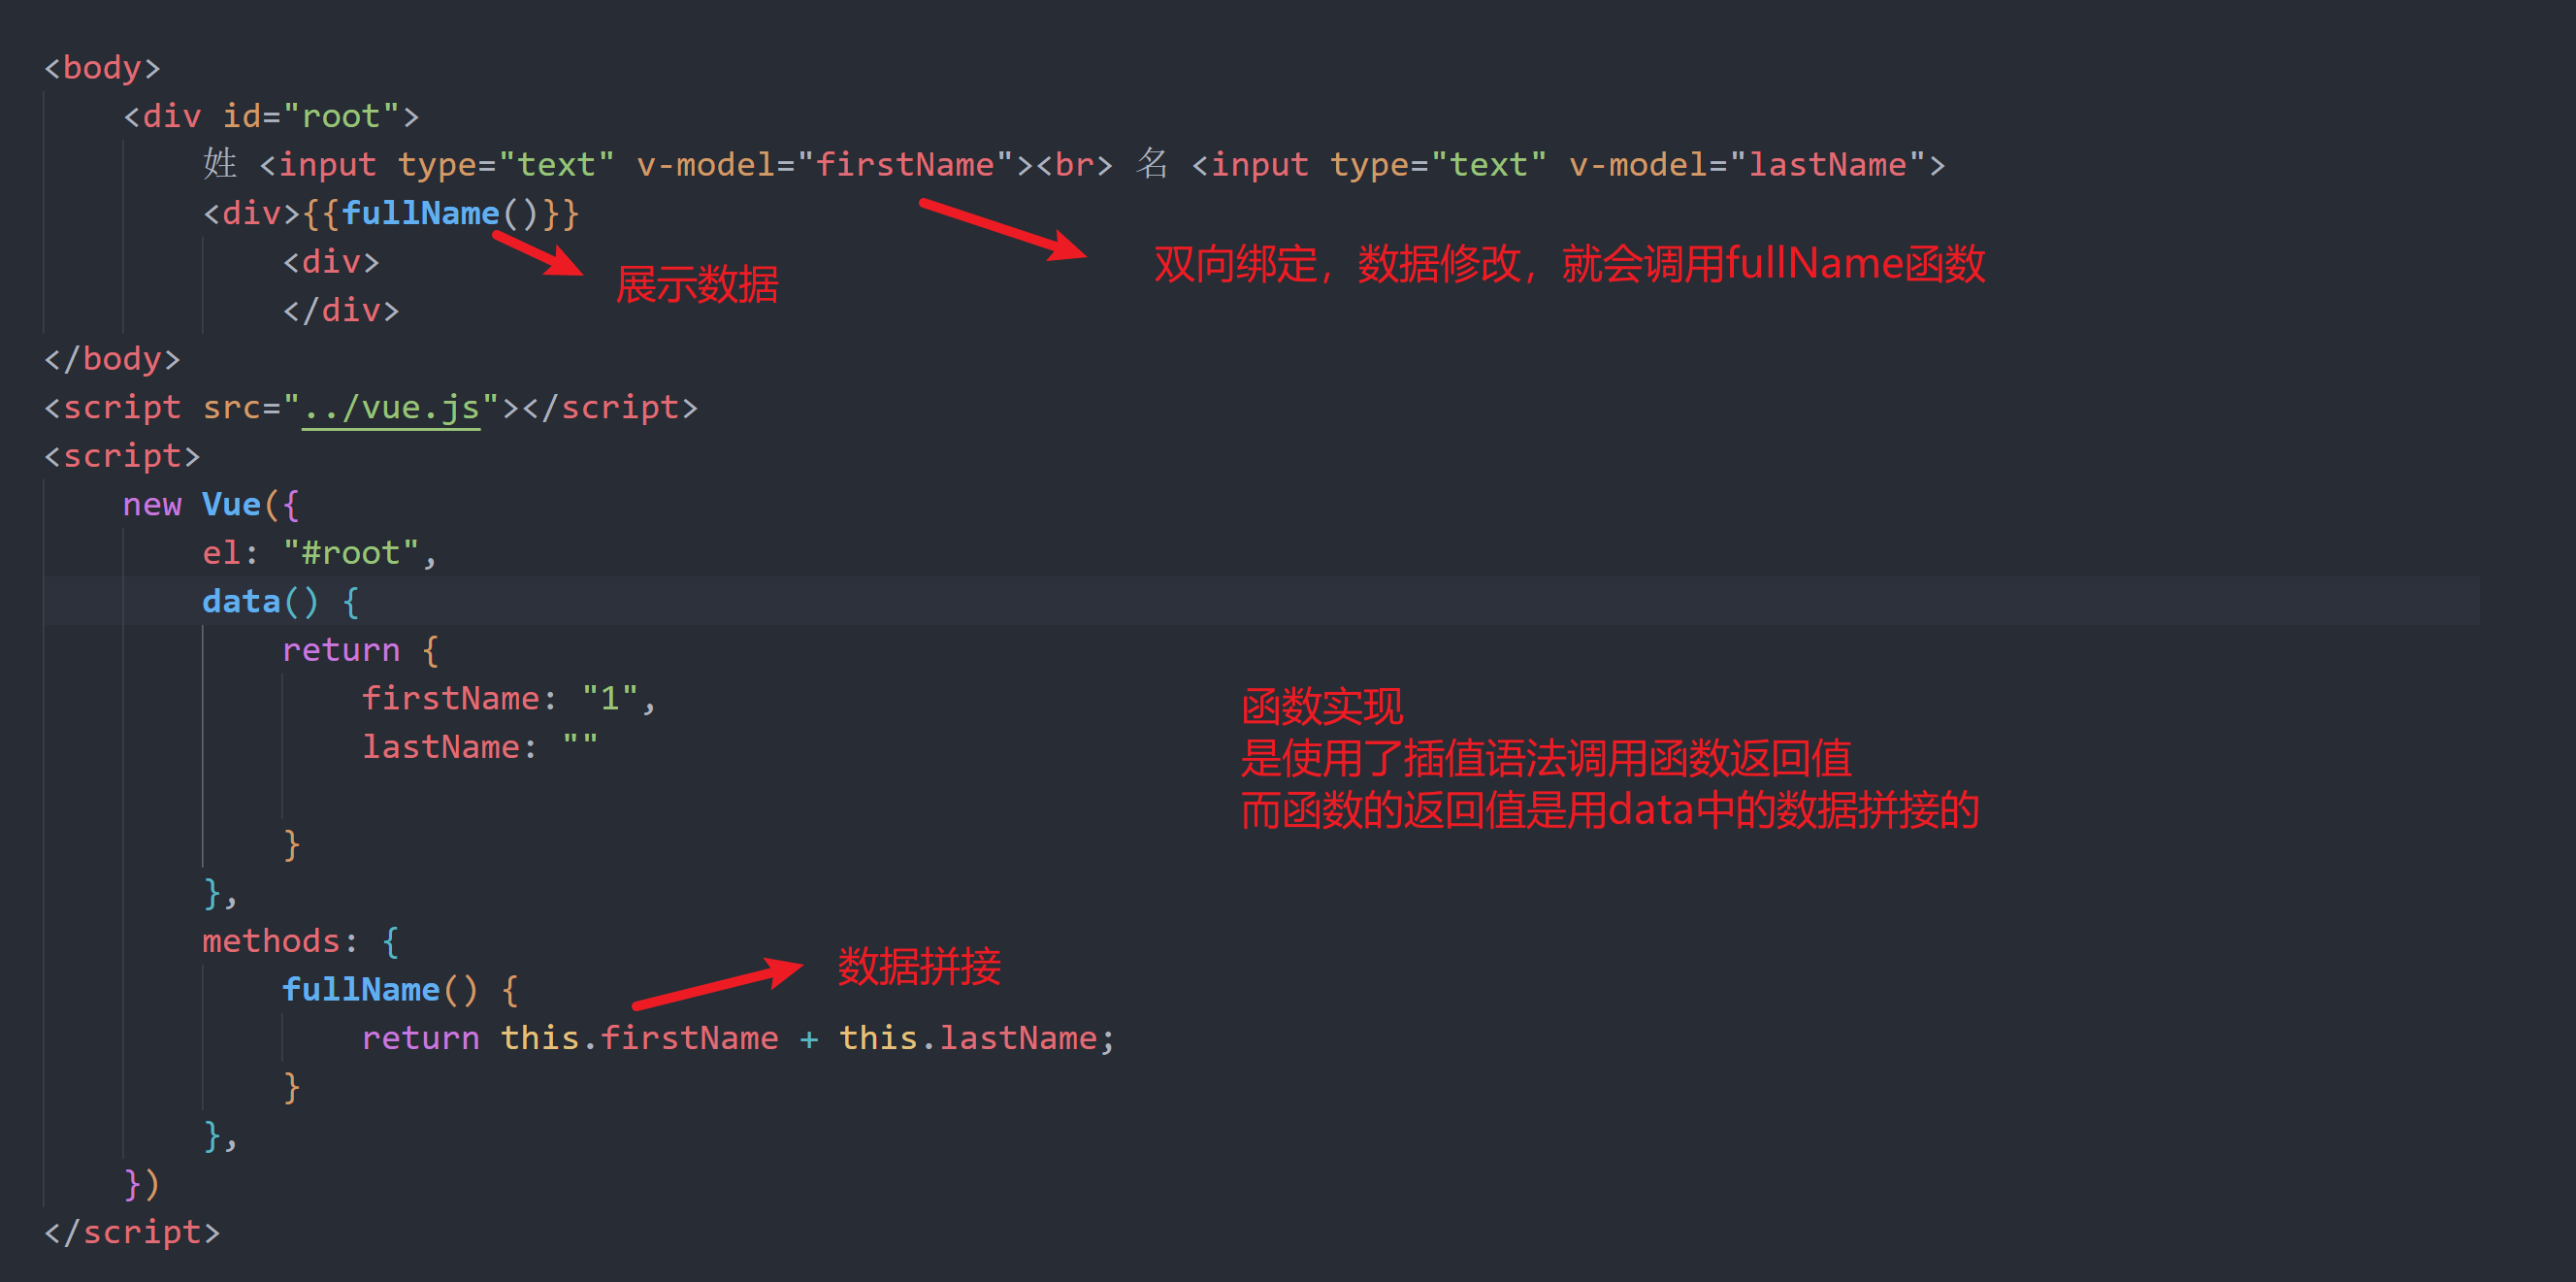 <body>
<div id="root">
姓 <input type="text" v-model="firstName"><br> 名 <input type="text" v-model="lastName">
<div>{{fullName()}}
双向绑定，数据修改，就会调用fullName函数
<div>
展示数据
</div>
</body>
<script src="../vue.js"></script>
<script>
new Vue({
el: "#root",
data() {
return {
firstName: "1",
函数实现
lastName: ""
是使用了插值语法调用函数返回值
而函数的返回值是用data中的数据拼接的
}
},
methods: {
数据拼接
fullName() {
return this.firstName + this.lastName;
}
},
})
</script>